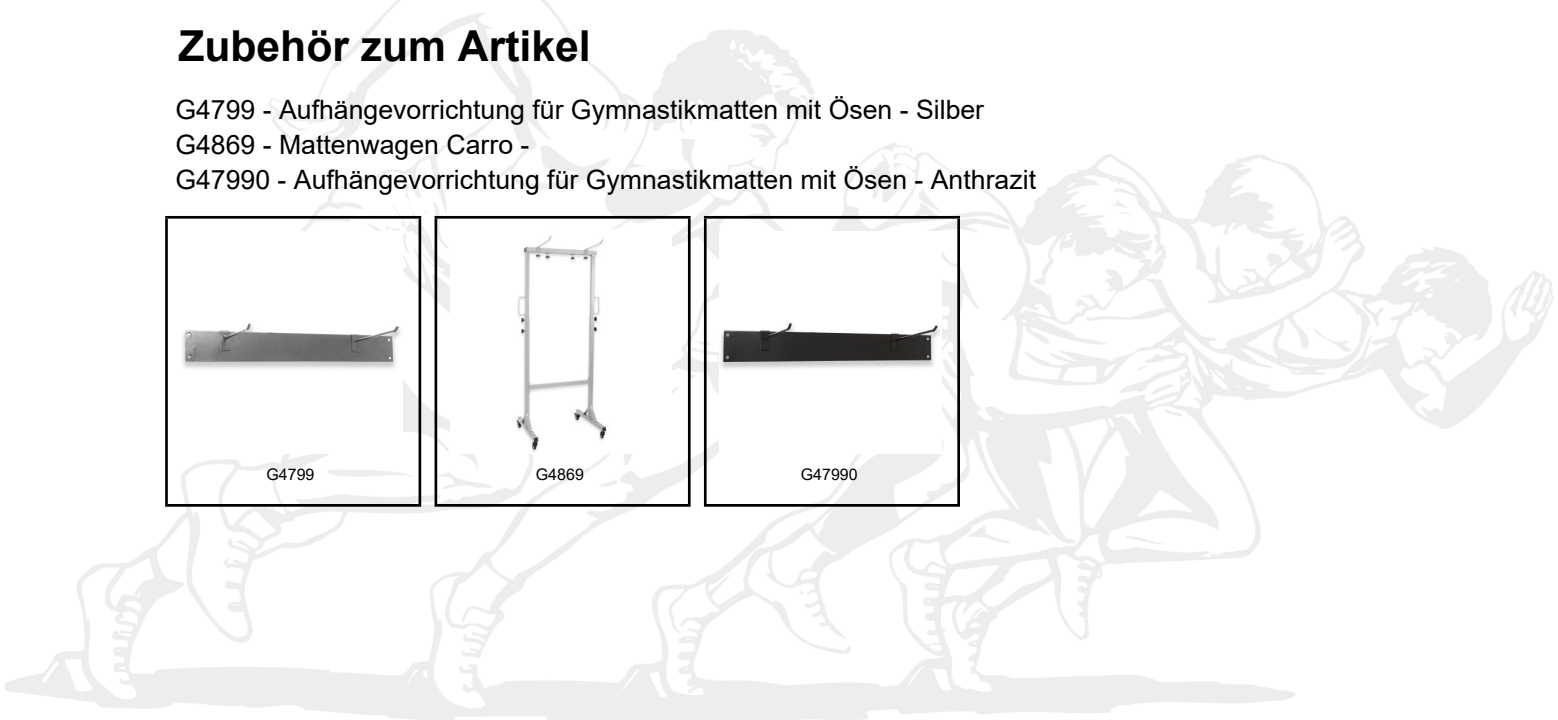 Zubehör zum Artikel
G4799 - Aufhängevorrichtung für Gymnastikmatten mit Ösen - Silber
G4869 - Mattenwagen Carro -
G47990 - Aufhängevorrichtung für Gymnastikmatten mit Ösen - Anthrazit
G4799
G4869
G47990